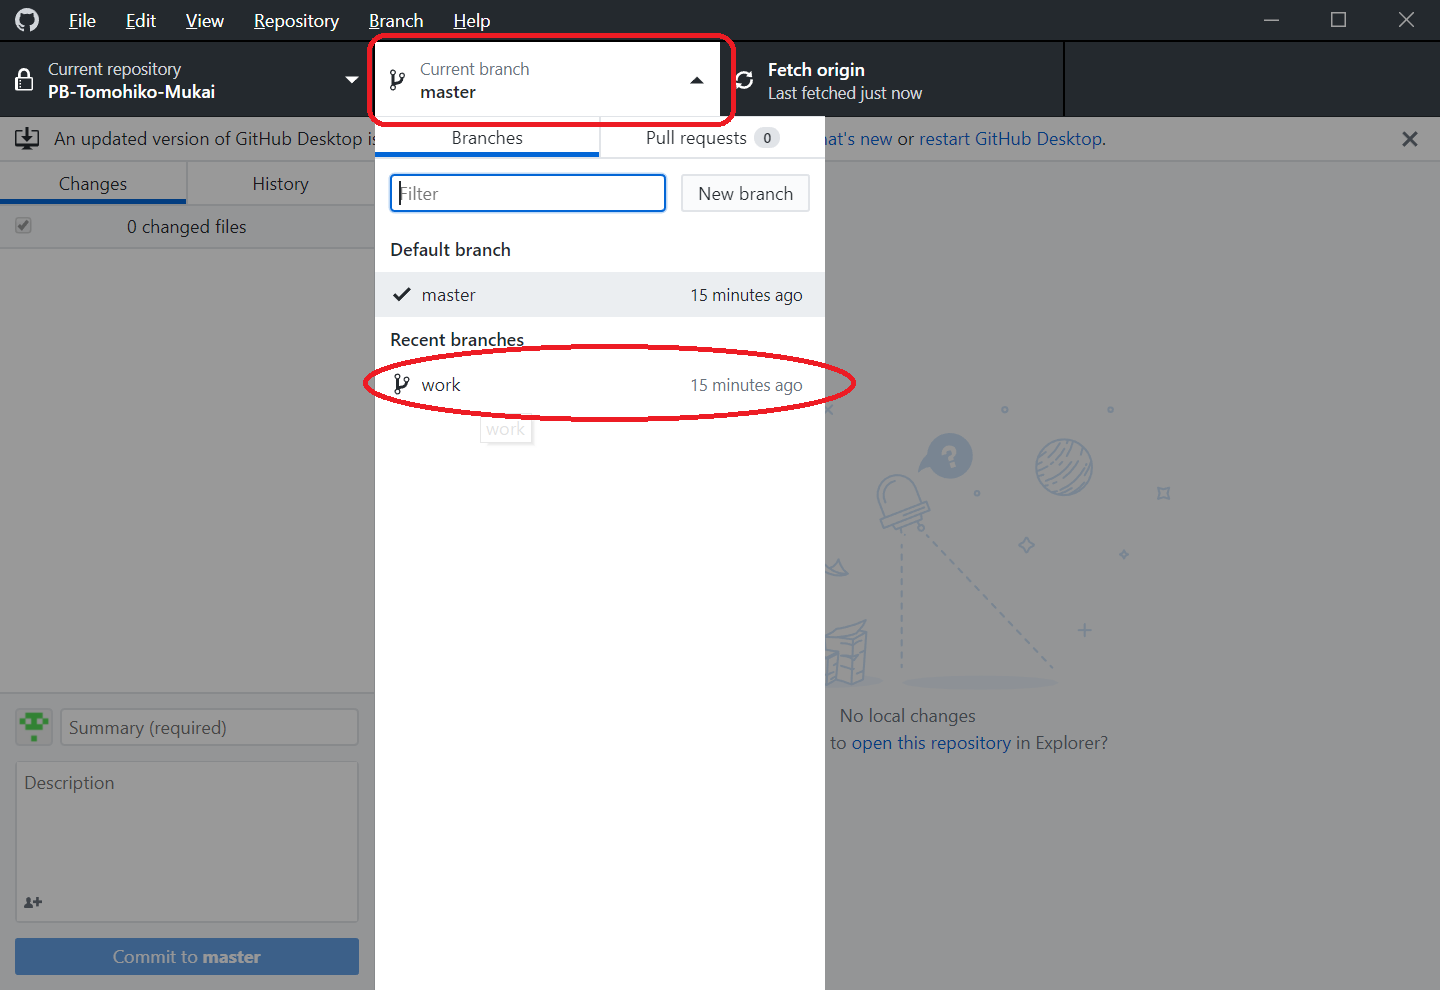 File Edit View Repository Branch Help
Current repository
PB-Tomohiko-Mukai
Current branch
master
Fetch origin
Last fetched just now
An updated version of GitHub Desktop is
at's new or restart GitHub Desktop.
Branches
Pull requests 0
Changes
History
0 changed files
Filter
New branch
Default branch
master 15 minutes ago
Recent branches
work 15 minutes ago
work
?
No local changes
to open this repository in Explorer?
Summary (required)
Description
Commit to master